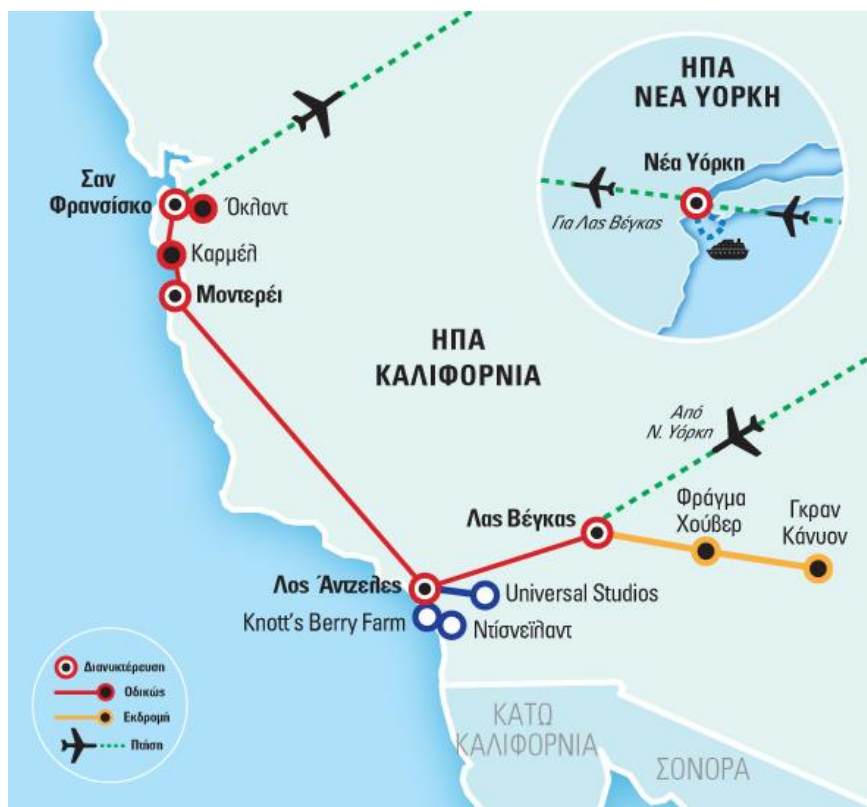 ΗΠΑ
ΝΕΑ ΥΟΡΚΗ
Νέα Υόρκη
Για Λας Βέγκας
Σαν
Φρανσίσκο
Όκλαντ
Καρμέλ
Μοντερέι
ΗΠΑ
ΚΑΛΙΦΟΡΝΙΑ
Από
Ν. Υόρκη
Λας Βέγκας
Φράγμα
Χούβερ
Γκραν
Κάνυον
Λος Άντζελες
Universal Studios
Knott's Berry Farm
Ντίσνεϊλαντ
Διανυκτέρευση
Οδικώς
Εκδρομή
Πτήση
ΚΑΤΩ
ΚΑΛΙΦΟΡΝΙΑ
ΣΟΝΟΡΑ